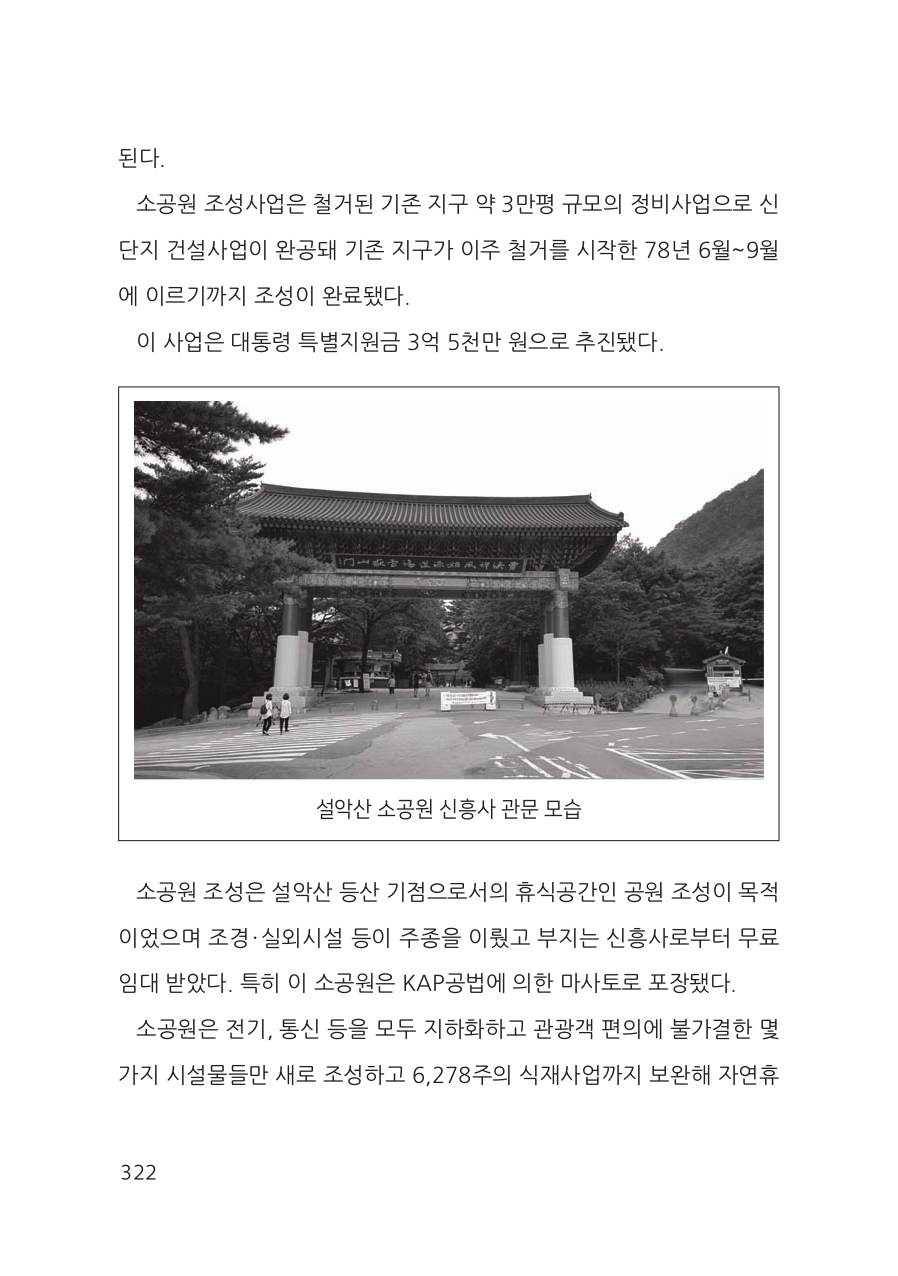 된다.
소공원 조성사업은 철거된 기존 지구 약 3만평 규모의 정비사업으로 신
단지 건설사업이 완공돼 기존 지구가 이주 철거를 시작한 78년 6월~9월
에 이르기까지 조성이 완료됐다.
이 사업은 대통령 특별지원금 3억 5천만 원으로 추진됐다.
설악산 소공원 신흥사 관문 모습
소공원 조성은 설악산 등산 기점으로서의 휴식공간인 공원 조성이 목적
이었으며 조경·실외시설 등이 주종을 이뤘고 부지는 신흥사로부터 무료
임대 받았다. 특히 이 소공원은 KAP공법에 의한 마사토로 포장됐다.
소공원은 전기, 통신 등을 모두 지하화하고 관광객 편의에 불가결한 몇
가지 시설물들만 새로 조성하고 6,278주의 식재사업까지 보완해 자연휴
322